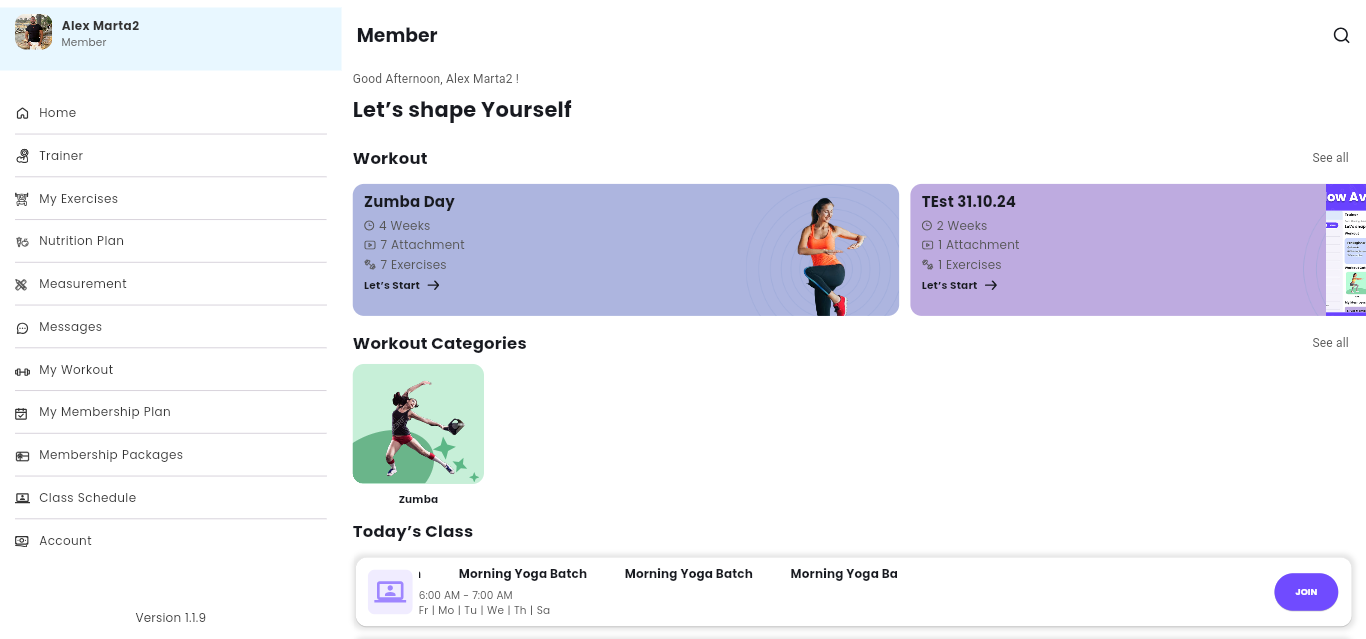 Alex Marta2
Member
Home
Trainer
My Exercises
Nutrition Plan
Measurement
Messages
My Workout
My Membership Plan
Membership Packages
Class Schedule
Account
Version 1.1.9
Member
Good Afternoon, Alex Marta2 !
Let's shape Yourself
Workout
See all
Zumba Day
4 Weeks
7 Attachment
7 Exercises
Let's Start
TEst 31.10.24
2 Weeks
1 Attachment
1 Exercises
Let's Start
ow Av
Trainer
Workout
Workout Categories
See all
Zumba
Today's Class
Morning Yoga Batch Morning Yoga Batch Morning Yoga Ba
6:00 AM - 7:00 AM
Fr | Mo | Tu | We | Th | Sa
JOIN